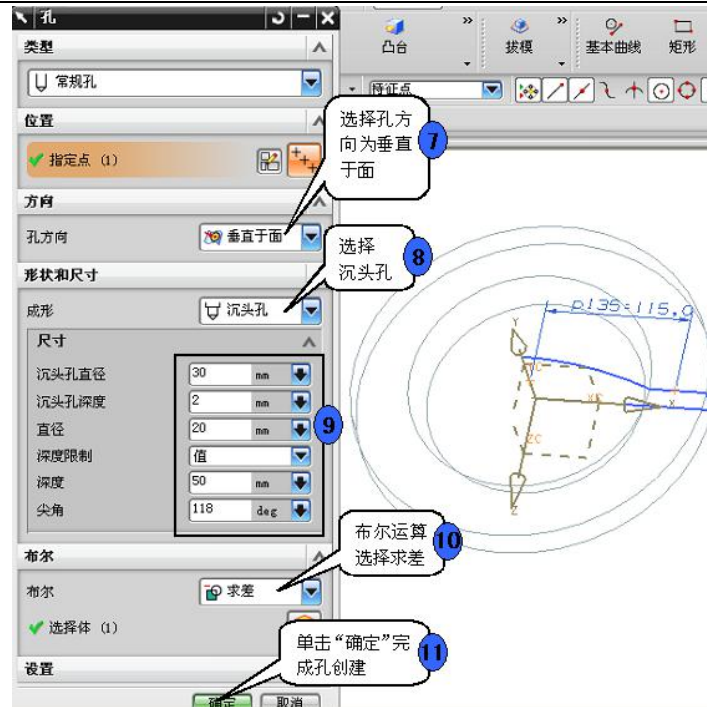 孔
类型
常规孔
位置
指定点 (1)
方向
孔方向
垂直于面
形状和尺寸
成形
沉头孔
尺寸
沉头孔直径
30 mm
沉头孔深度
2 mm
直径
20 mm
深度限制
值
深度
50 mm
尖角
118 deg
布尔
布尔
求差
选择体 (1)
设置
确定
取消
凸台
拔模
基本曲线
矩形
特征点
选择孔方
向为垂直
于面
7
选择
沉头孔
8
9
布尔运算
选择求差
10
单击“确定”完
成孔创建
11
p135=115.0
Y
XC
X
ZC
Z